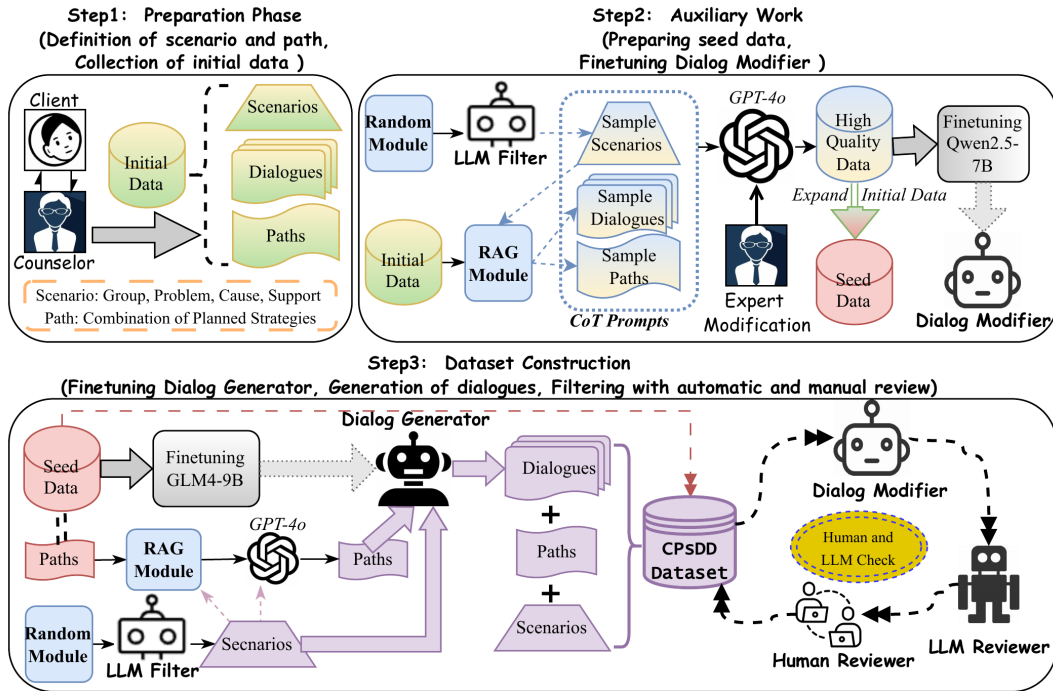 Step1: Preparation Phase
(Definition of scenario and path,
Collection of initial data )
Client
Counselor
Initial
Data
Scenarios
Dialogues
Paths
Scenario: Group, Problem, Cause, Support
Path: Combination of Planned Strategies
Step2: Auxiliary Work
(Preparing seed data,
Finetuning Dialog Modifier )
Random
Module
LLM Filter
Initial
Data
RAG
Module
Sample
Scenarios
Sample
Dialogues
Sample
Paths
CoT Prompts
GPT-4o
Expert
Modification
High
Quality
Data
Expand
Initial Data
Seed
Data
Finetuning
Qwen2.5-
7B
Dialog Modifier
Step3: Dataset Construction
(Finetuning Dialog Generator, Generation of dialogues, Filtering with automatic and manual review)
Seed
Data
Finetuning
GLM4-9B
Dialog Generator
Paths
RAG
Module
GPT-4o
Paths
Random
Module
LLM Filter
Secnarios
Dialogues
+
Paths
+
Scenarios
CPsDD
Dataset
Dialog Modifier
Human and
LLM Check
LLM Reviewer
Human Reviewer